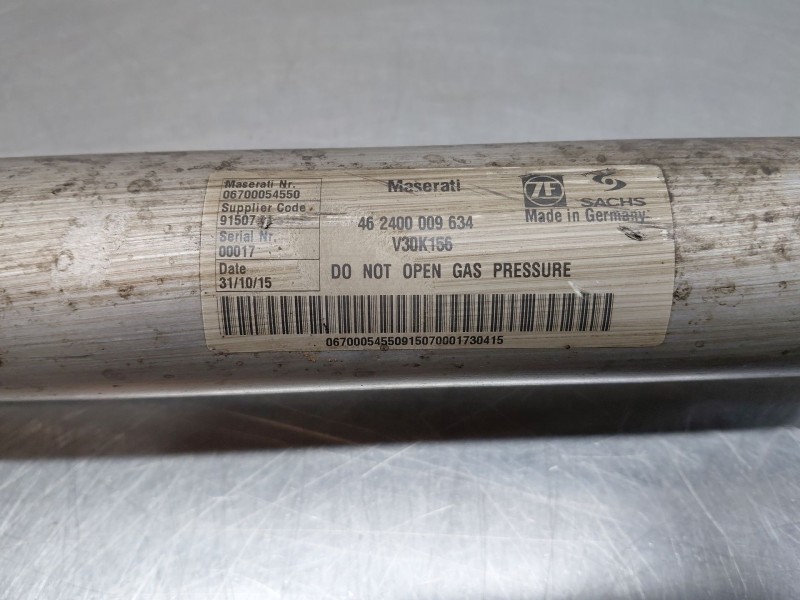 Maserati Nr.
06700054550
Supplier Code
Serial Nr.
00017
Date
31/10/15
Maserati
ZF
SACHS
Made in Germany
46 2400 009 634
V30K156
DO NOT OPEN GAS PRESSURE
0670005455091507000173041​5